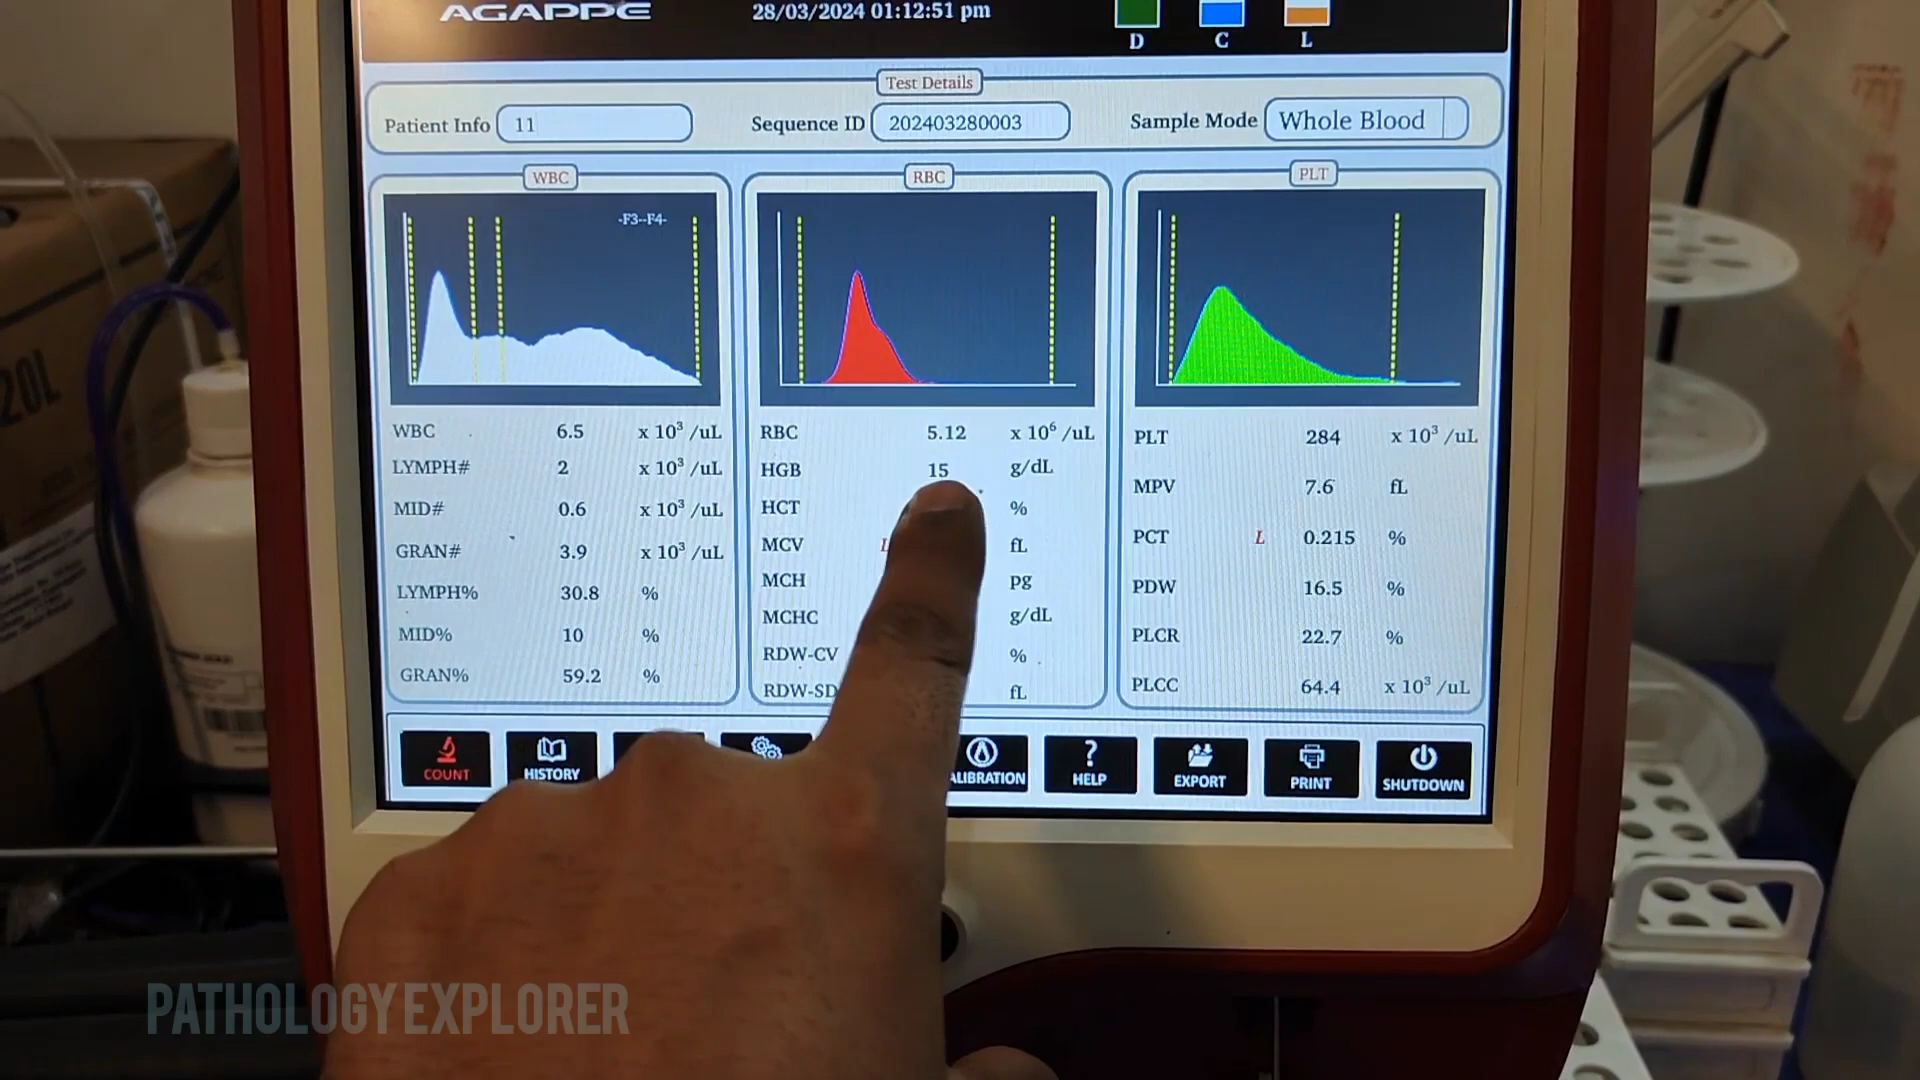 AGAPPE 28/03/2024 01:12:51 pm
D C L
Test Details
Patient Info 11 Sequence ID 202403280003 Sample Mode Whole Blood
WBC
-F3--F4-
WBC 6.5 x 10³ /uL
LYMPH# 2 x 10³ /uL
MID# 0.6 x 10³ /uL
GRAN# 3.9 x 10³ /uL
LYMPH% 30.8 %
MID% 10 %
GRAN% 59.2 %
RBC
RBC 5.12 x 10⁶ /uL
HGB 15 g/dL
HCT %
MCV L fL
MCH pg
MCHC g/dL
RDW-CV %
RDW-SD fL
PLT
PLT 284 x 10³ /uL
MPV 7.6 fL
PCT L 0.215 %
PDW 16.5 %
PLCR 22.7 %
PLCC 64.4 x 10³ /uL
COUNT HISTORY ALIBRATION HELP EXPORT PRINT SHUTDOWN
20L
PATHOLOGY EXPLORER